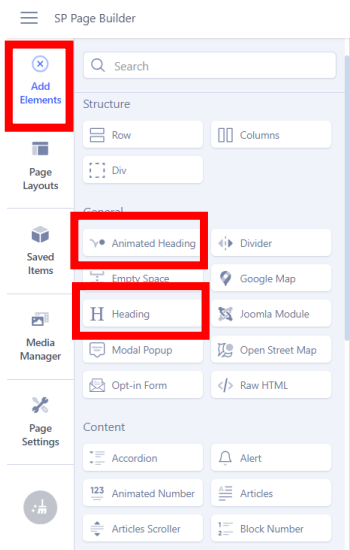 SP Page Builder
Add
Elements
Page
Layouts
Saved
Items
Media
Manager
Page
Settings
Search
Structure
Row
Columns
Div
General
Animated Heading
Divider
Empty Space
Google Map
H Heading
Joomla Module
Modal Popup
Open Street Map
Opt-in Form
</> Raw HTML
Content
Accordion
Alert
123 Animated Number
Articles
Articles Scroller
Block Number